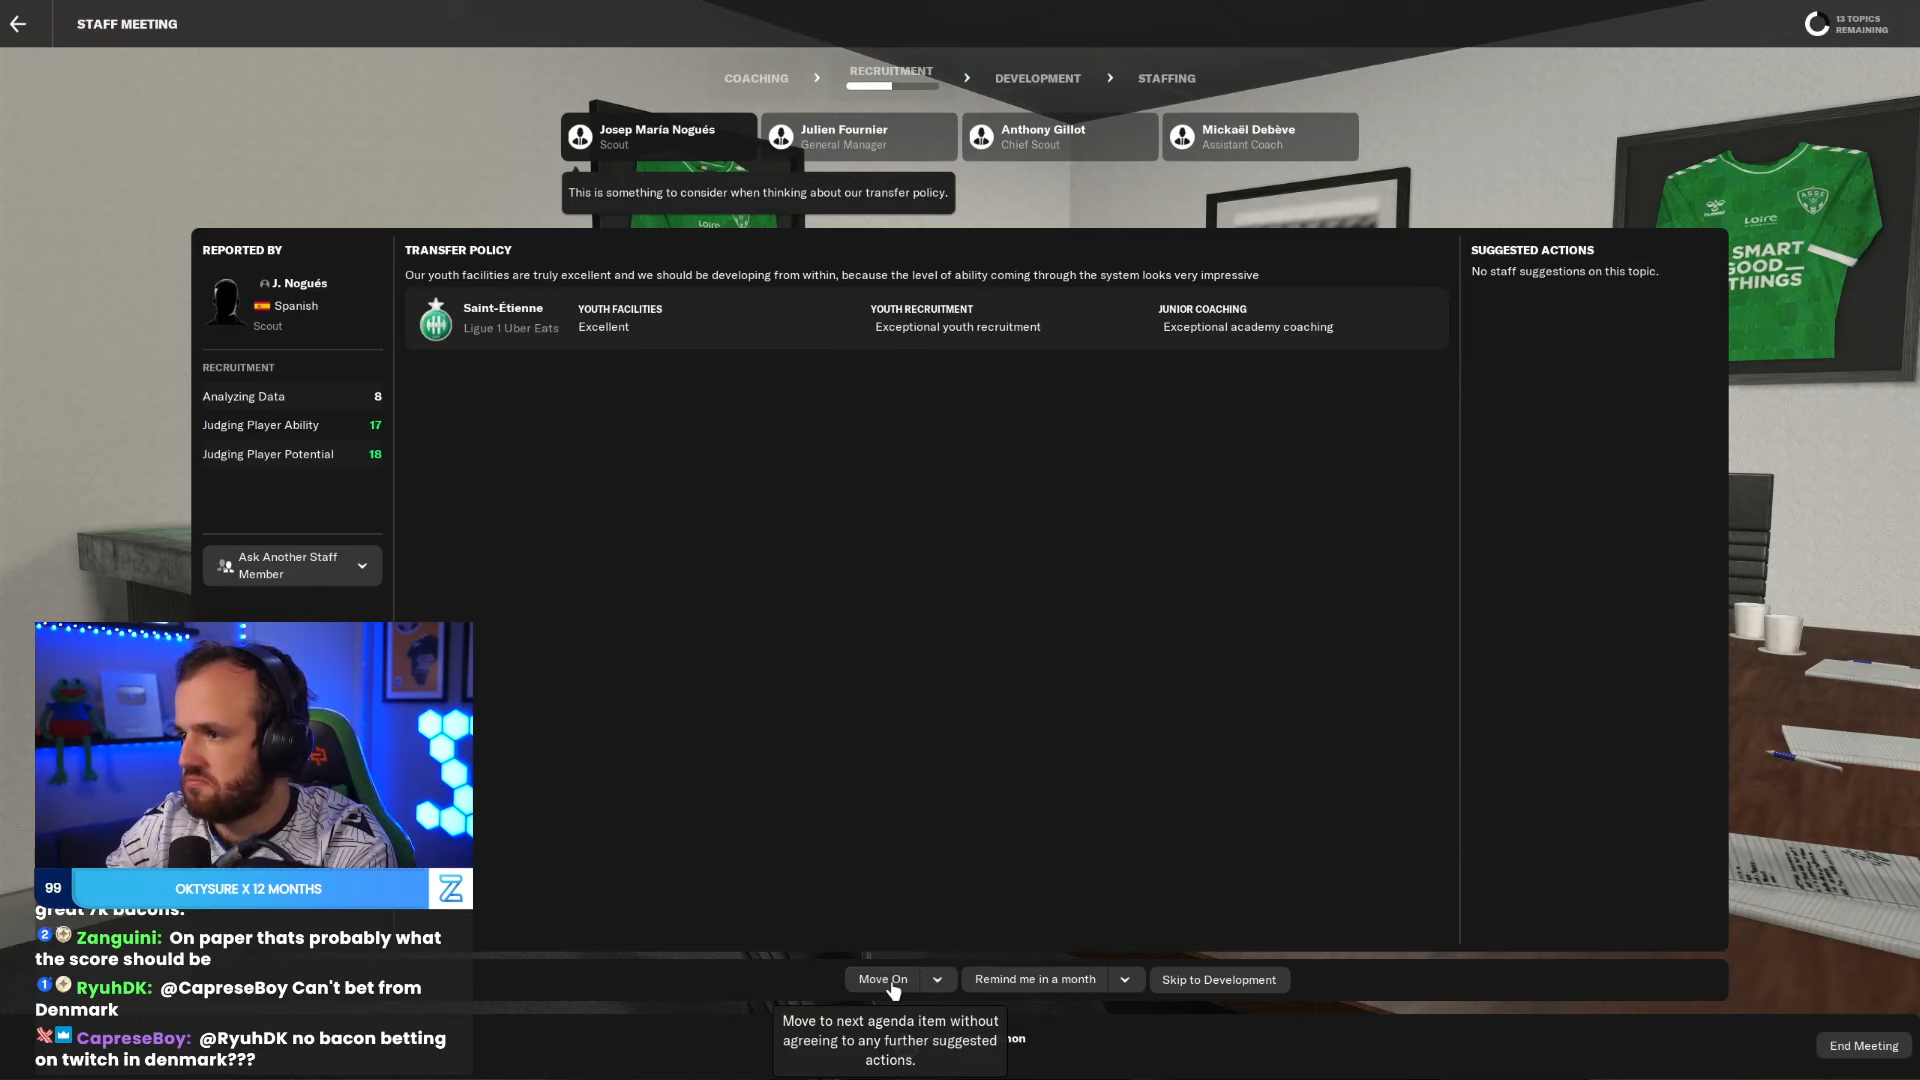 STAFF MEETING
13 TOPICS
REMAINING
COACHING
RECRUITMENT
DEVELOPMENT
STAFFING
Josep María Nogués
Scout
Julien Fournier
General Manager
Anthony Gillot
Chief Scout
Mickaël Debève
Assistant Coach
This is something to consider when thinking about our transfer policy.
Loire
Loire
SMART
GOOD—
THINGS
REPORTED BY
J. Nogués
Spanish
Scout
RECRUITMENT
Analyzing Data 8
Judging Player Ability 17
Judging Player Potential 18
Ask Another Staff
Member
TRANSFER POLICY
Our youth facilities are truly excellent and we should be developing from within, because the level of ability coming through the system looks very impressive
Saint-Étienne
Ligue 1 Uber Eats
YOUTH FACILITIES
Excellent
YOUTH RECRUITMENT
Exceptional youth recruitment
JUNIOR COACHING
Exceptional academy coaching
SUGGESTED ACTIONS
No staff suggestions on this topic.
99 OKTYSURE X 12 MONTHS
great 7k bacons.
2 Zanguini: On paper thats probably what
the score should be
1 RyuhDK: @CapreseBoy Can't bet from
Denmark
CapreseBoy: @RyuhDK no bacon betting
on twitch in denmark???
Move On
Remind me in a month
Skip to Development
Move to next agenda item without
agreeing to any further suggested
actions.
End Meeting